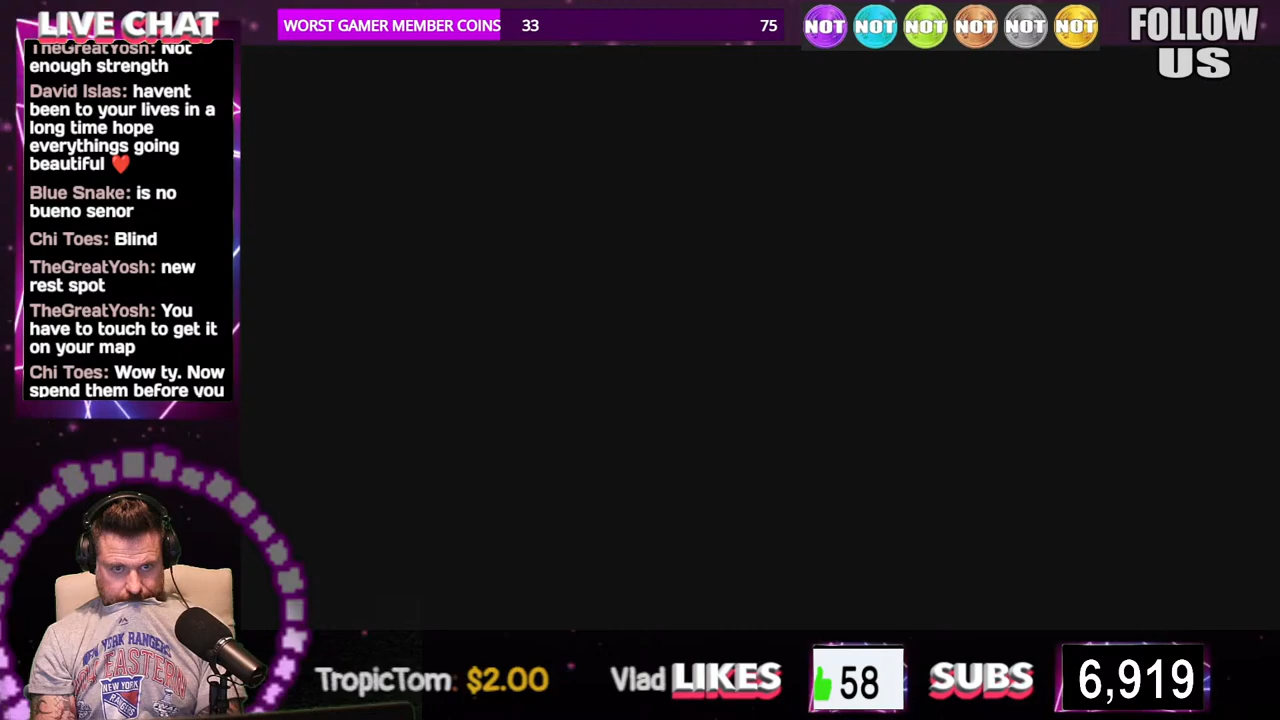 LIVE CHAT
TheGreatYosh: Not
enough strength
David Islas: havent
been to your lives in a
long time hope
everythings going
beautiful ❤️
Blue Snake: is no
bueno senor
Chi Toes: Blind
TheGreatYosh: new
rest spot
TheGreatYosh: You
have to touch to get it
on your map
Chi Toes: Wow ty. Now
spend them before you
WORST GAMER MEMBER COINS 33 75
NOT NOT NOT NOT NOT NOT
FOLLOW
US
NEW YORK RANGERS
EASTERN
NEW YORK
TropicTom: $2.00
Vlad
LIKES
58
SUBS
6,919